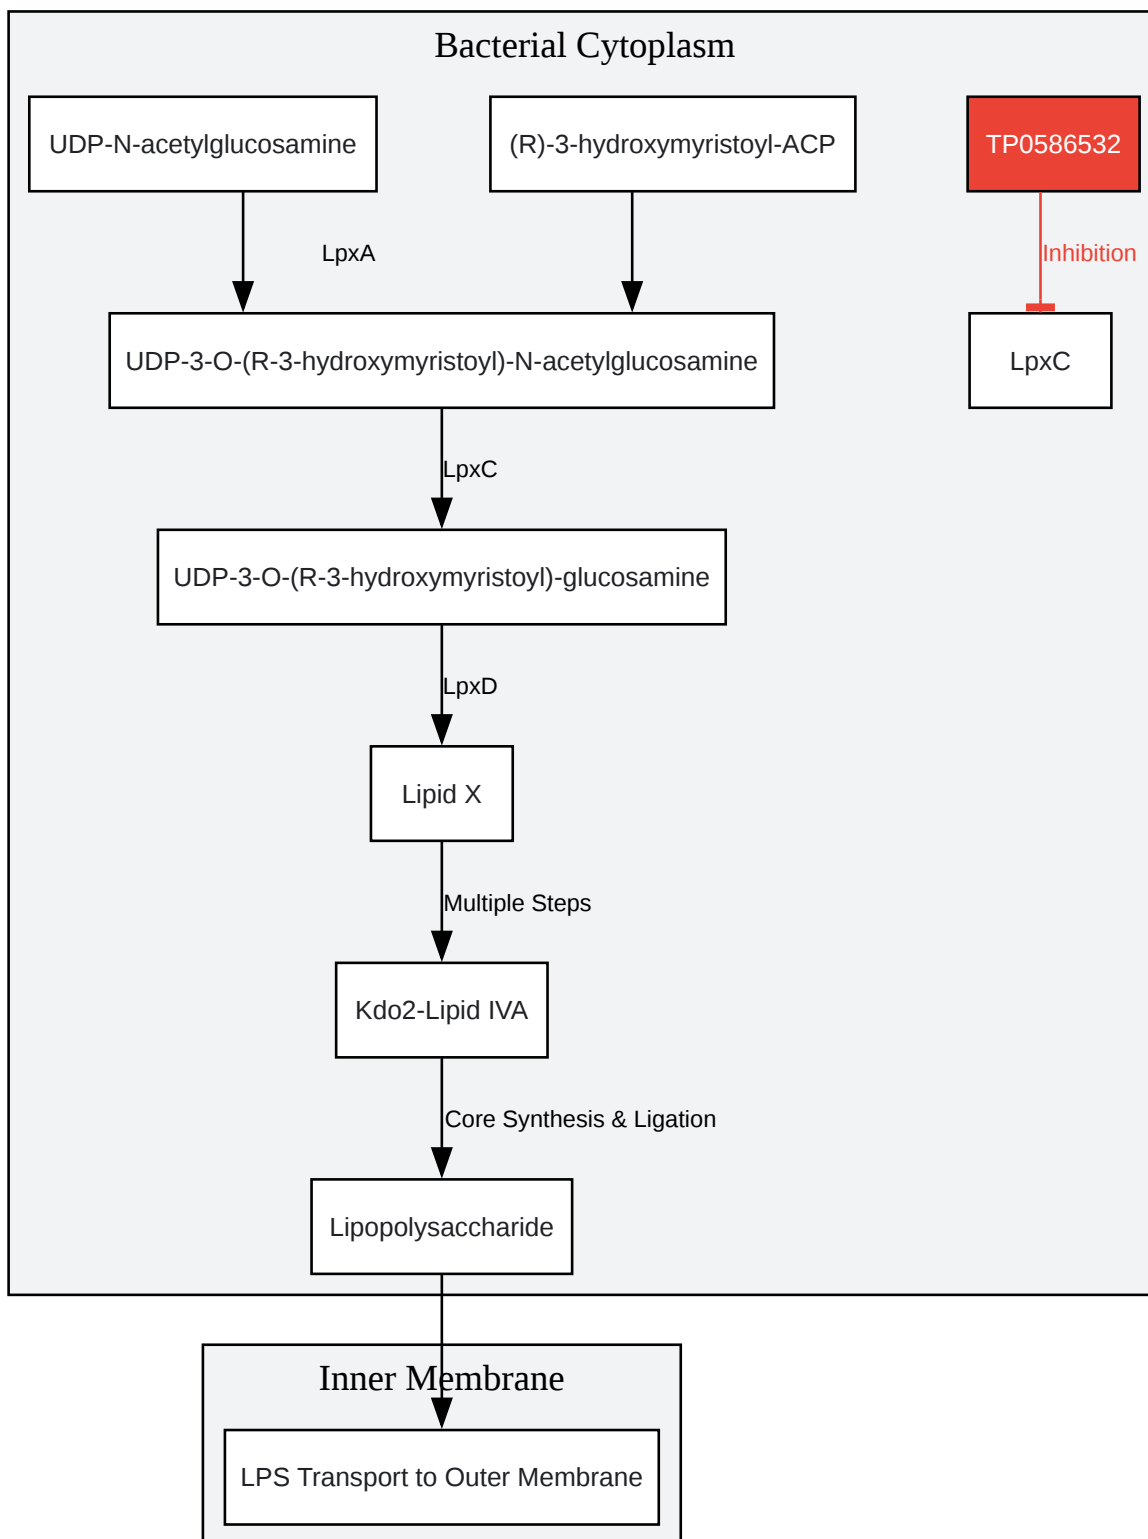 Bacterial Cytoplasm
UDP-N-acetylglucosamine
(R)-3-hydroxymyristoyl-ACP
TP0586532
LpxA
Inhibition
UDP-3-O-(R-3-hydroxymyristoyl)-N-acetylglucosamine
LpxC
LpxC
UDP-3-O-(R-3-hydroxymyristoyl)-glucosamine
LpxD
Lipid X
Multiple Steps
Kdo2-Lipid IVA
Core Synthesis & Ligation
Lipopolysaccharide
Inner Membrane
LPS Transport to Outer Membrane